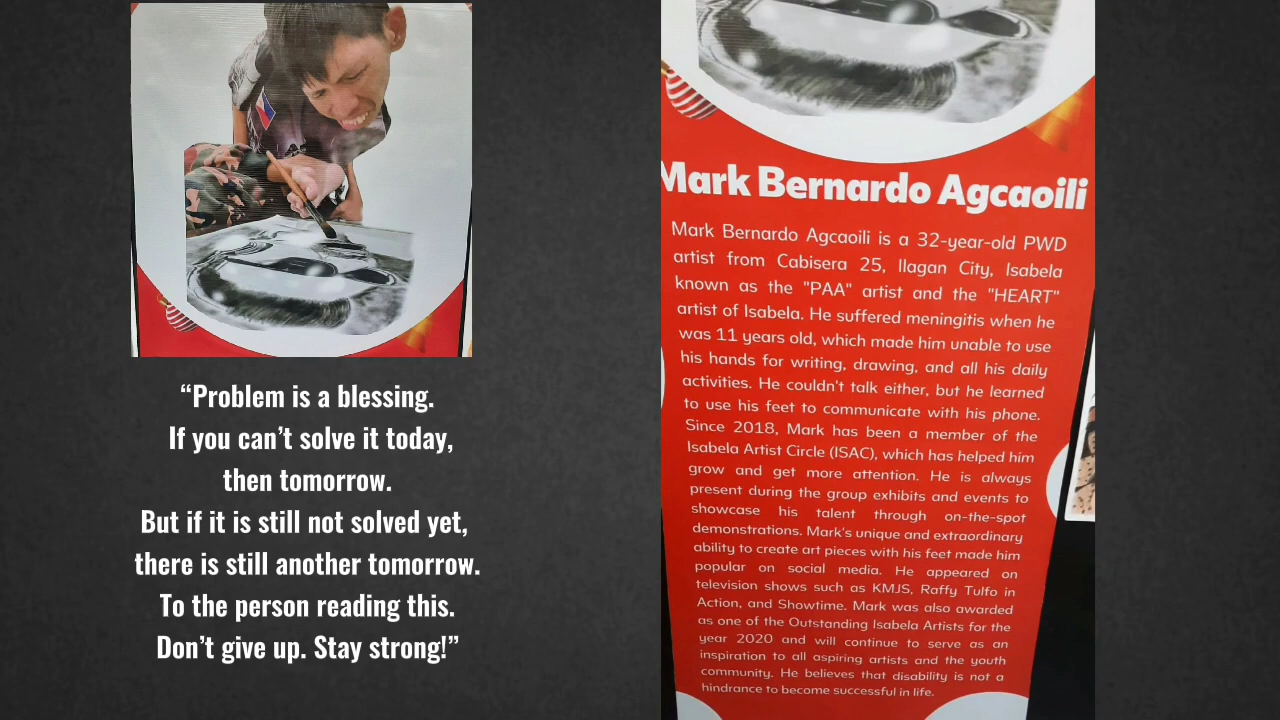 “Problem is a blessing.
If you can’t solve it today,
then tomorrow.
But if it is still not solved yet,
there is still another tomorrow.
To the person reading this.
Don’t give up. Stay strong!”
Mark Bernardo Agcaoili
Mark Bernardo Agcaoili is a 32-year-old PWD
artist from Cabisera 25, Ilagan City, Isabela
known as the "PAA" artist and the "HEART"
artist of Isabela. He suffered meningitis when he
was 11 years old, which made him unable to use
his hands for writing, drawing, and all his daily
activities. He couldn't talk either, but he learned
to use his feet to communicate with his phone.
Since 2018, Mark has been a member of the
Isabela Artist Circle (ISAC), which has helped him
grow and get more attention. He is always
present during the group exhibits and events to
showcase his talent through on-the-spot
demonstrations. Mark's unique and extraordinary
ability to create art pieces with his feet made him
popular on social media. He appeared on
television shows such as KMJS, Raffy Tulfo in
Action, and Showtime. Mark was also awarded
as one of the Outstanding Isabela Artists for the
year 2020 and will continue to serve as an
inspiration to all aspiring artists and the youth
community. He believes that disability is not a
hindrance to become successful in life.